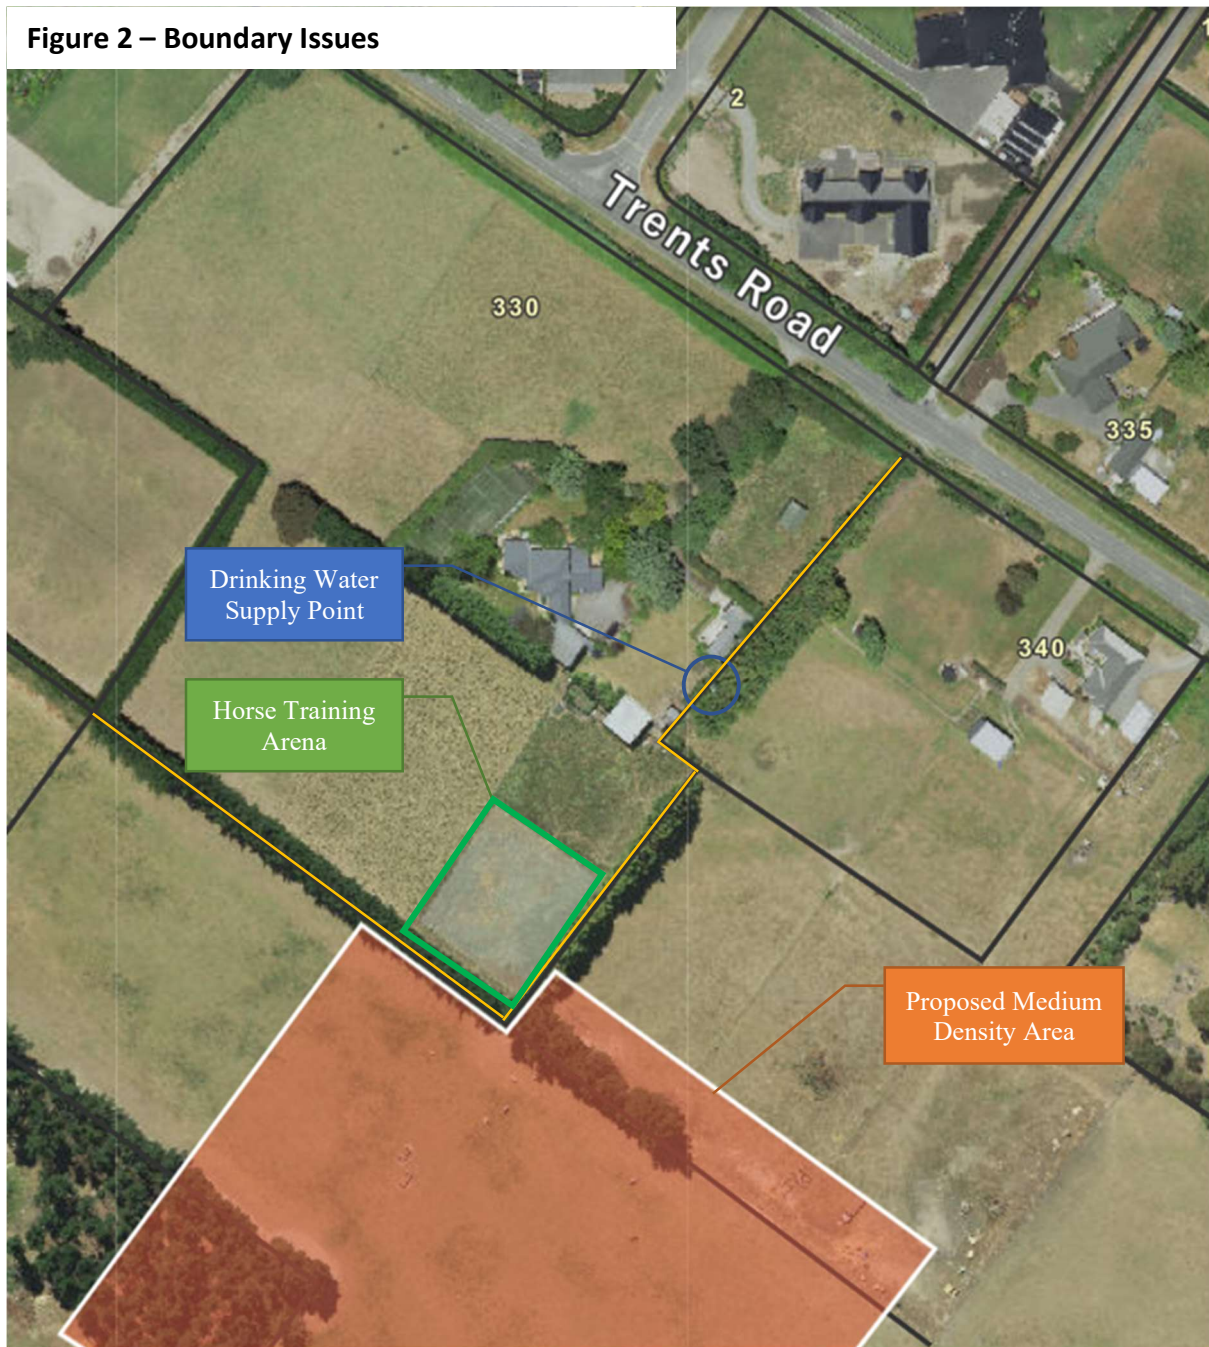 Figure 2 – Boundary Issues
2
Trents Road
330
335
Drinking Water
Supply Point
340
Horse Training
Arena
Proposed Medium
Density Area